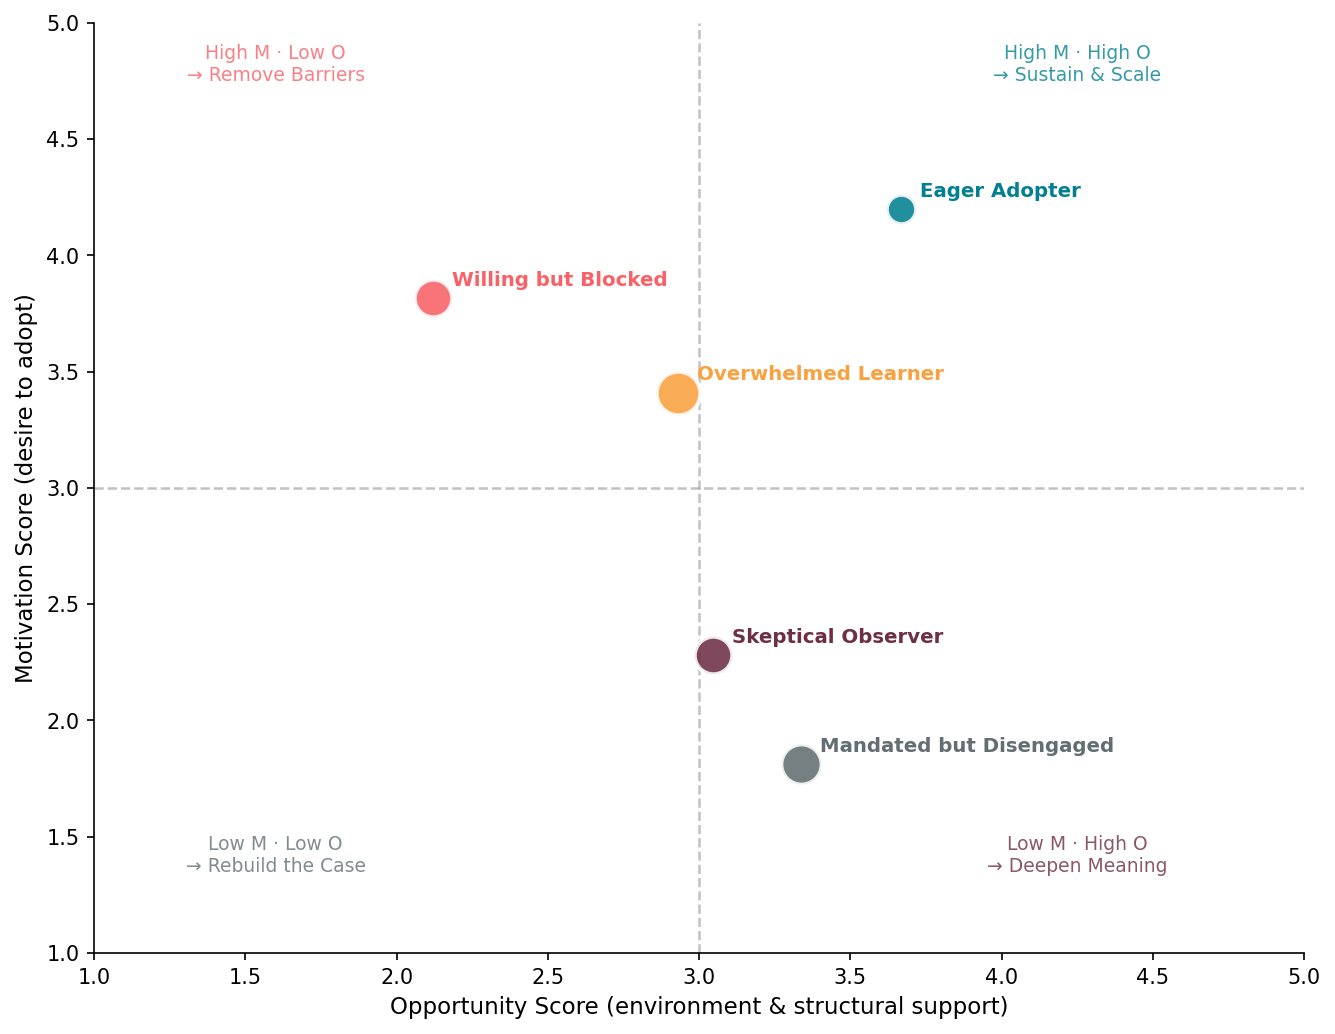 High M · Low O
→ Remove Barriers
High M · High O
→ Sustain & Scale
Eager Adopter
Willing but Blocked
Overwhelmed Learner
Skeptical Observer
Mandated but Disengaged
Low M · Low O
→ Rebuild the Case
Low M · High O
→ Deepen Meaning
5.0
4.5
4.0
3.5
3.0
2.5
2.0
1.5
1.0
Motivation Score (desire to adopt)
1.0 1.5 2.0 2.5 3.0 3.5 4.0 4.5 5.0
Opportunity Score (environment & structural support)